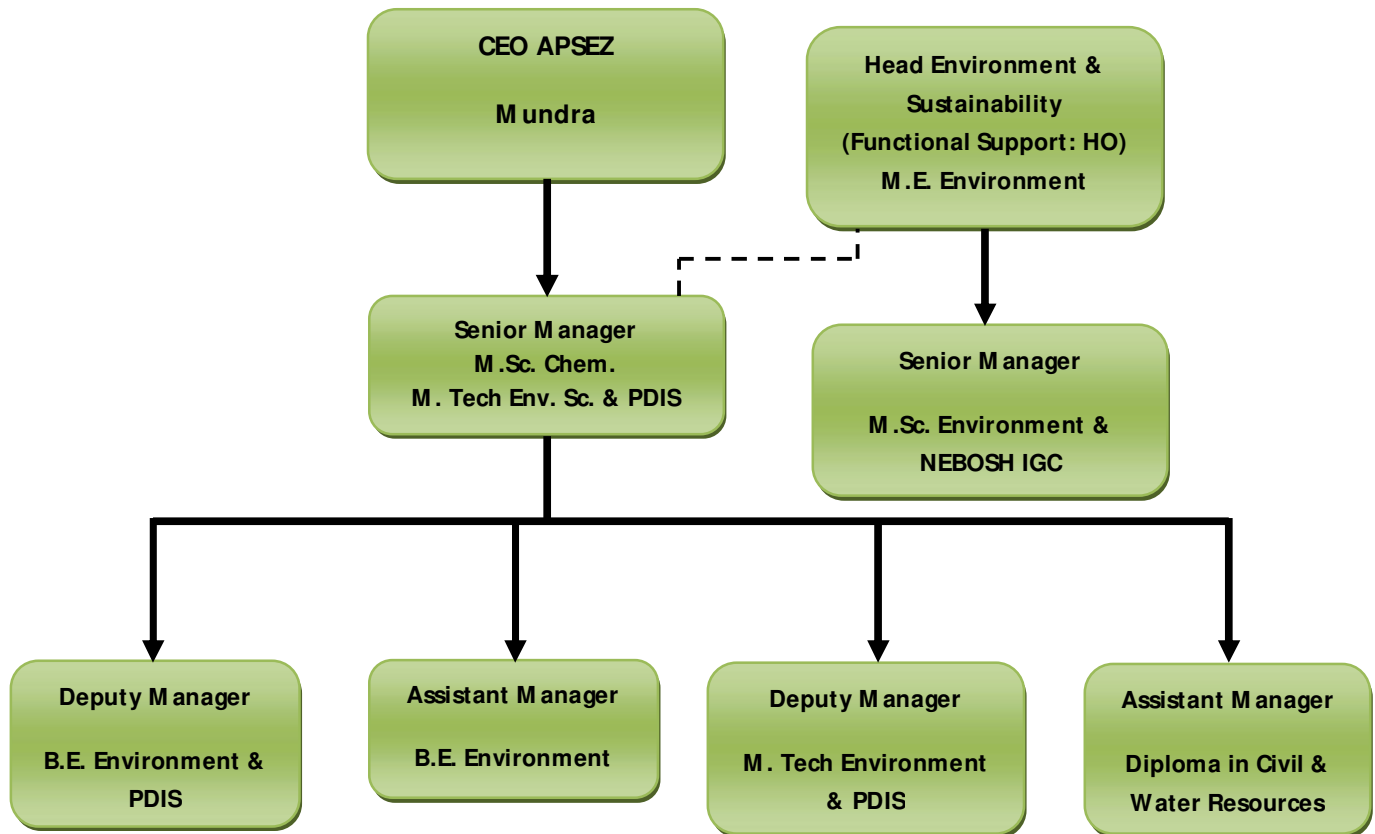 CEO APSEZ
Mundra
Head Environment &
Sustainability
(Functional Support: HO)
M.E. Environment
Senior Manager
M.Sc. Chem.
M. Tech Env. Sc. & PDIS
Senior Manager
M.Sc. Environment &
NEBOSH IGC
Deputy Manager
B.E. Environment &
PDIS
Assistant Manager
B.E. Environment
Deputy Manager
M. Tech Environment
& PDIS
Assistant Manager
Diploma in Civil &
Water Resources